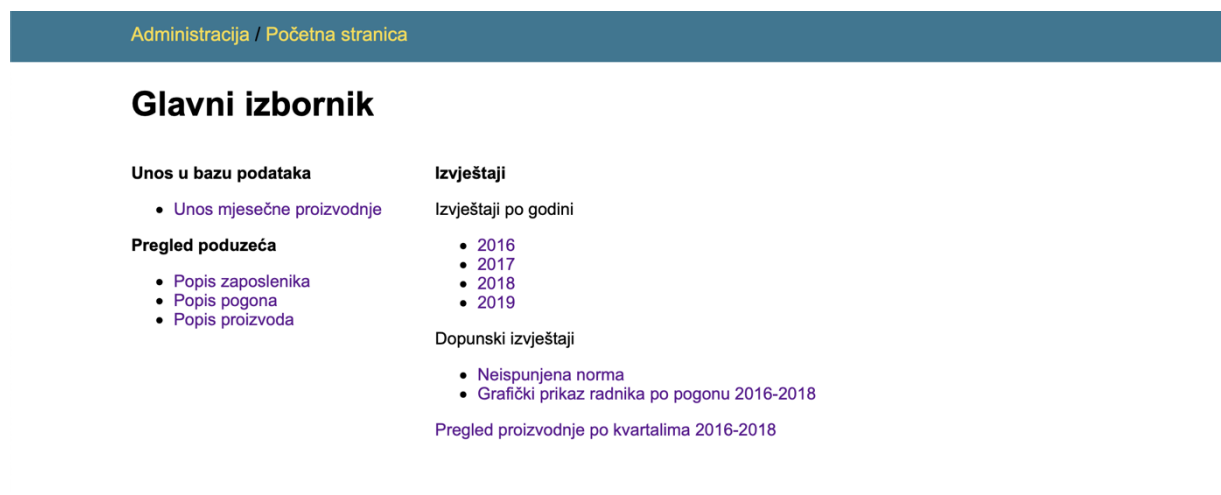 Administracija / Početna stranica
Glavni izbornik
Unos u bazu podataka
Unos mjesečne proizvodnje
Pregled poduzeća
Popis zaposlenika
Popis pogona
Popis proizvoda
Izvještaji
Izvještaji po godini
2016
2017
2018
2019
Dopunski izvještaji
Neispunjena norma
Grafički prikaz radnika po pogonu 2016-2018
Pregled proizvodnje po kvartalima 2016-2018